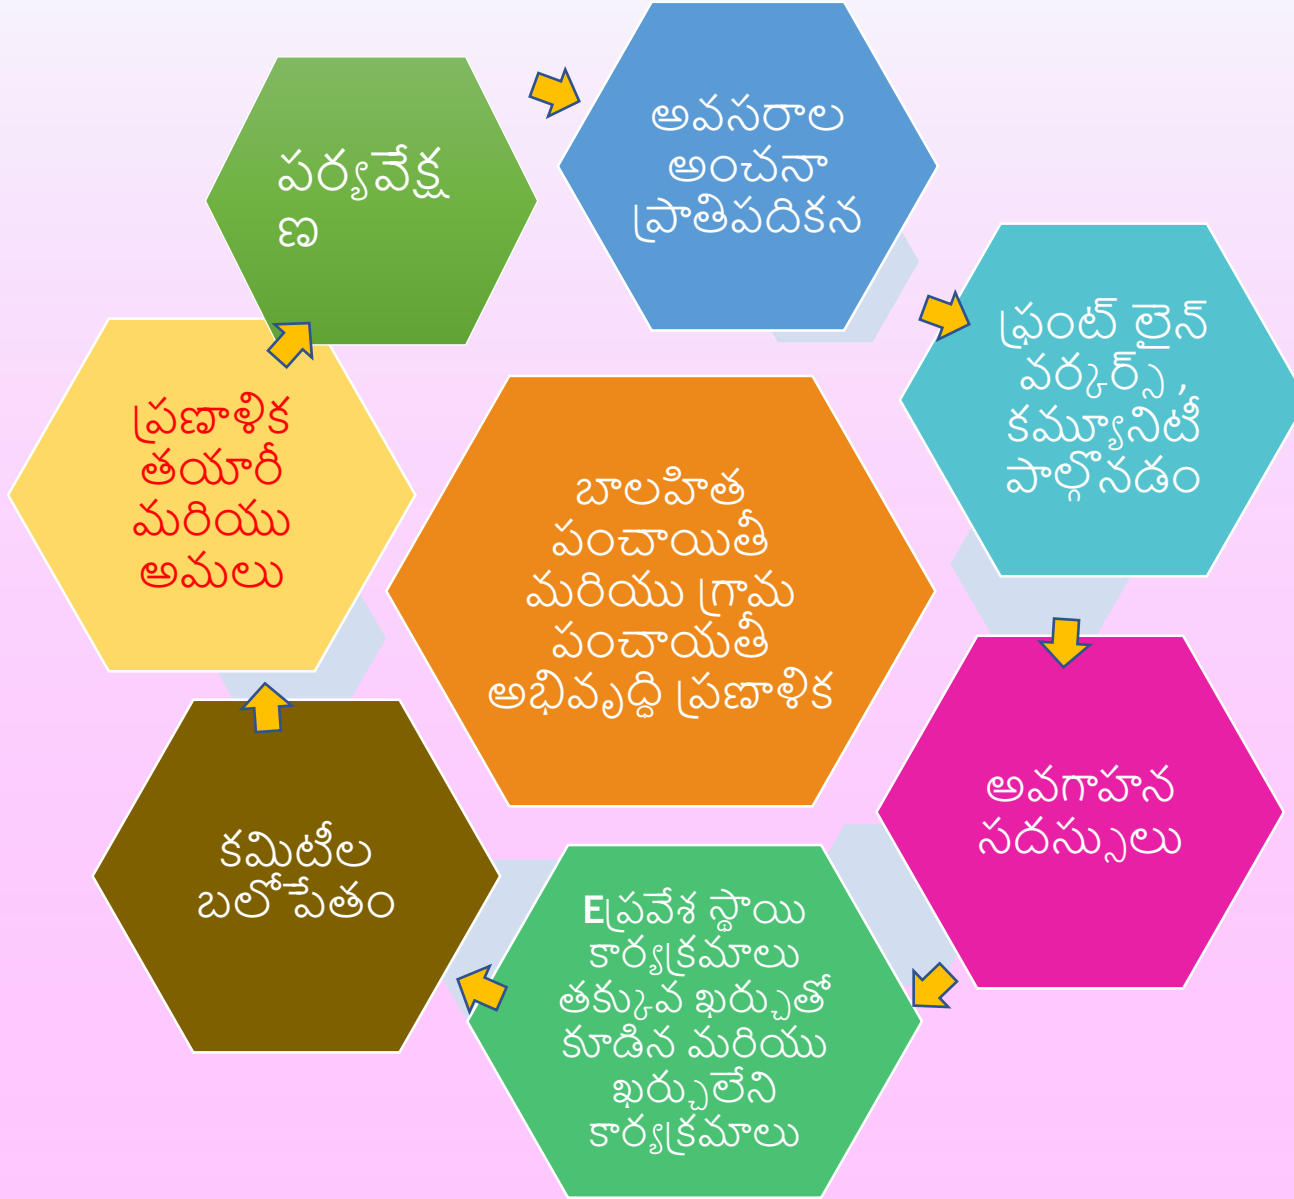 పర్యవేక్ష
ణ
అవసరాల
అంచనా
ప్రాతిపదికన
ఫ్రంట్ లైన్
వర్కర్స్ ,
కమ్యూనిటీ
పాల్గొనడం
ప్రణాళిక
తయారీ
మరియు
అమలు
బాలహిత
పంచాయితీ
మరియు గ్రామ
పంచాయతీ
అభివృద్ధి ప్రణాళిక
అవగాహన
సదస్సులు
కమిటీల
బలోపేతం
Eప్రవేశ స్థాయి
కార్యక్రమాలు
తక్కువ ఖర్చుతో
కూడిన మరియు
ఖర్చులేని
కార్యక్రమాలు